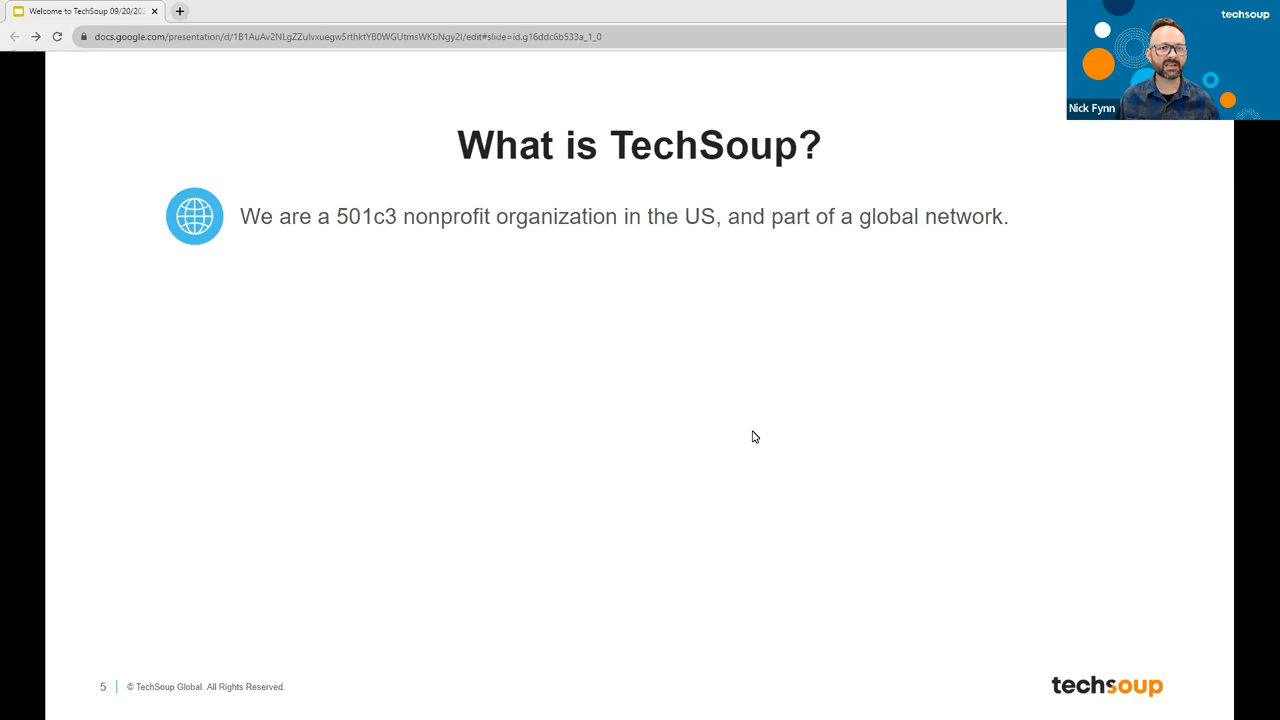 Welcome to TechSoup 09/20/202
docs.google.com/presentation/d/1B1AuAv2NLgZZulvxuegw5rthktYB0WGUtmsWKbNgy2I/edit#slide=id.g16ddc6b533a_1_0
techsoup
Nick Fynn
What is TechSoup?
We are a 501c3 nonprofit organization in the US, and part of a global network.
5
© TechSoup Global. All Rights Reserved.
techsoup